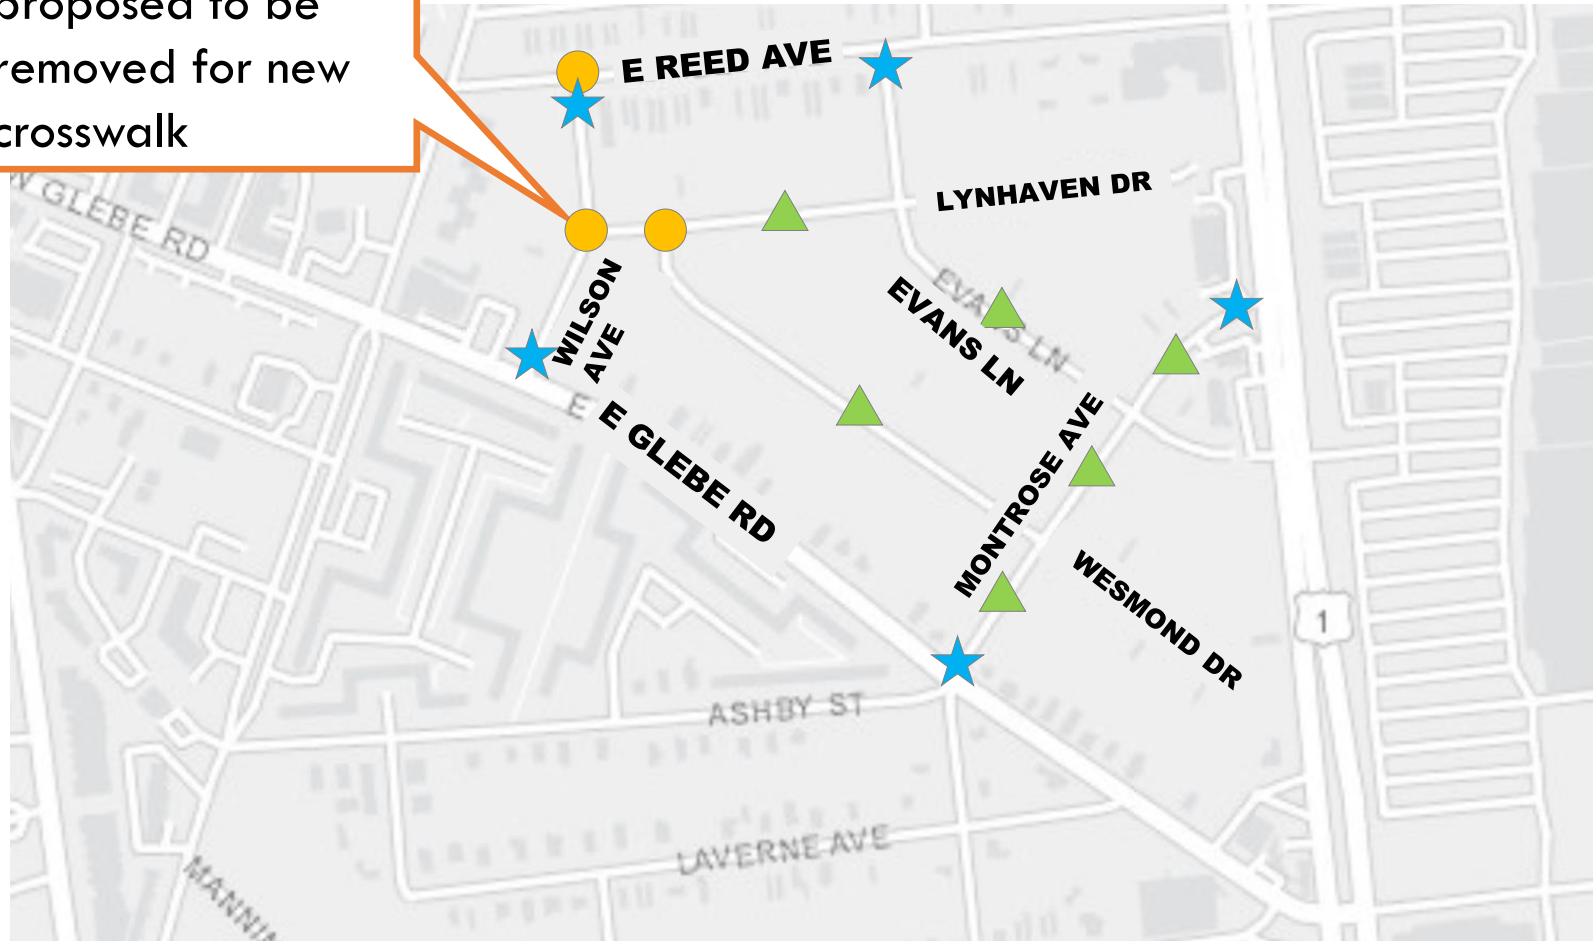 proposed to be
removed for new
crosswalk
E REED AVE
LYNHAVEN DR
W GLEBE RD
WILSON
AVE
EVANS LN
EVANS LN
E
E GLEBE RD
MONTROSE AVE
WESMOND DR
1
ASHBY ST
LAVERNE AVE